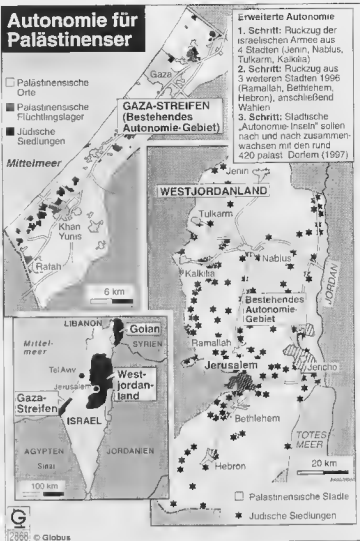 Autonomie für
Palästinenser
Palästinensische
Orte
Palästinensische
Flüchtlingslager
Jüdische
Siedlungen
Mittelmeer
Gaza
GAZA-STREIFEN
(Bestehendes
Autonomie-Gebiet)
Khan
Yunis
Rafah
6 km
Erweiterte Autonomie
1. Schritt: Rückzug der
israelischen Armee aus
4 Städten (Jenin, Nablus,
Tulkarm, Kalkilia)
2. Schritt: Rückzug aus
3 weiteren Städten 1996
(Ramallah, Bethlehem,
Hebron), anschließend
Wahlen
3. Schritt: Städtische
„Autonomie-Inseln" sollen
nach und nach zusammen-
wachsen mit den rund
420 paläst Dörfern (1997)
Jenin
WESTJORDANLAND
Tulkarm
Kalkilia
Nablus
JORDAN
Bestehendes
Autonomie-
Gebiet
Ramallah
Jerusalem
Jericho
Bethlehem
TOTES
MEER
Hebron
20 km
Palästinensische Städte
Jüdische Siedlungen
LIBANON
Golan
Mittel-
meer
SYRIEN
Tel Aviv
Jerusalem
West-
jordan-
land
Gaza-
Streifen
ISRAEL
ÄGYPTEN
JORDANIEN
Sinai
100 km
G
2866 © Globus